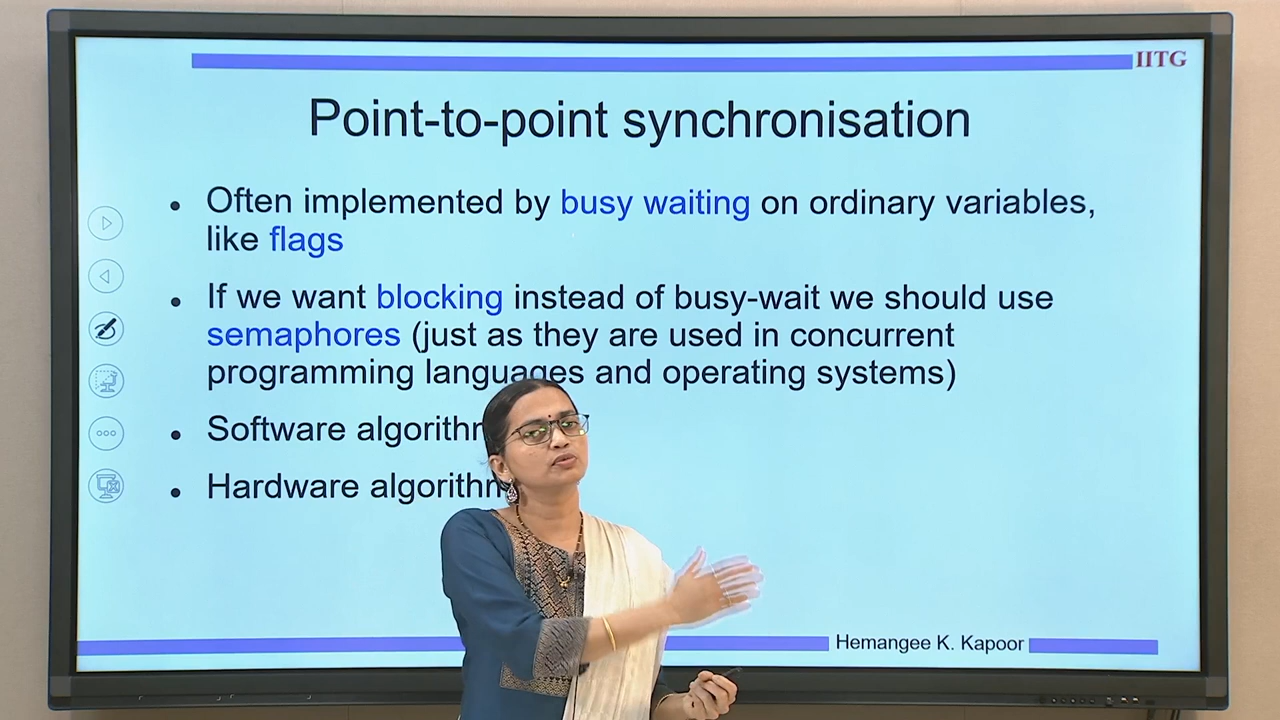 IITG
Point-to-point synchronisation
• Often implemented by busy waiting on ordinary variables,
like flags
• If we want blocking instead of busy-wait we should use
semaphores (just as they are used in concurrent
programming languages and operating systems)
• Software
• Hardware
Hemangee K. Kapoor